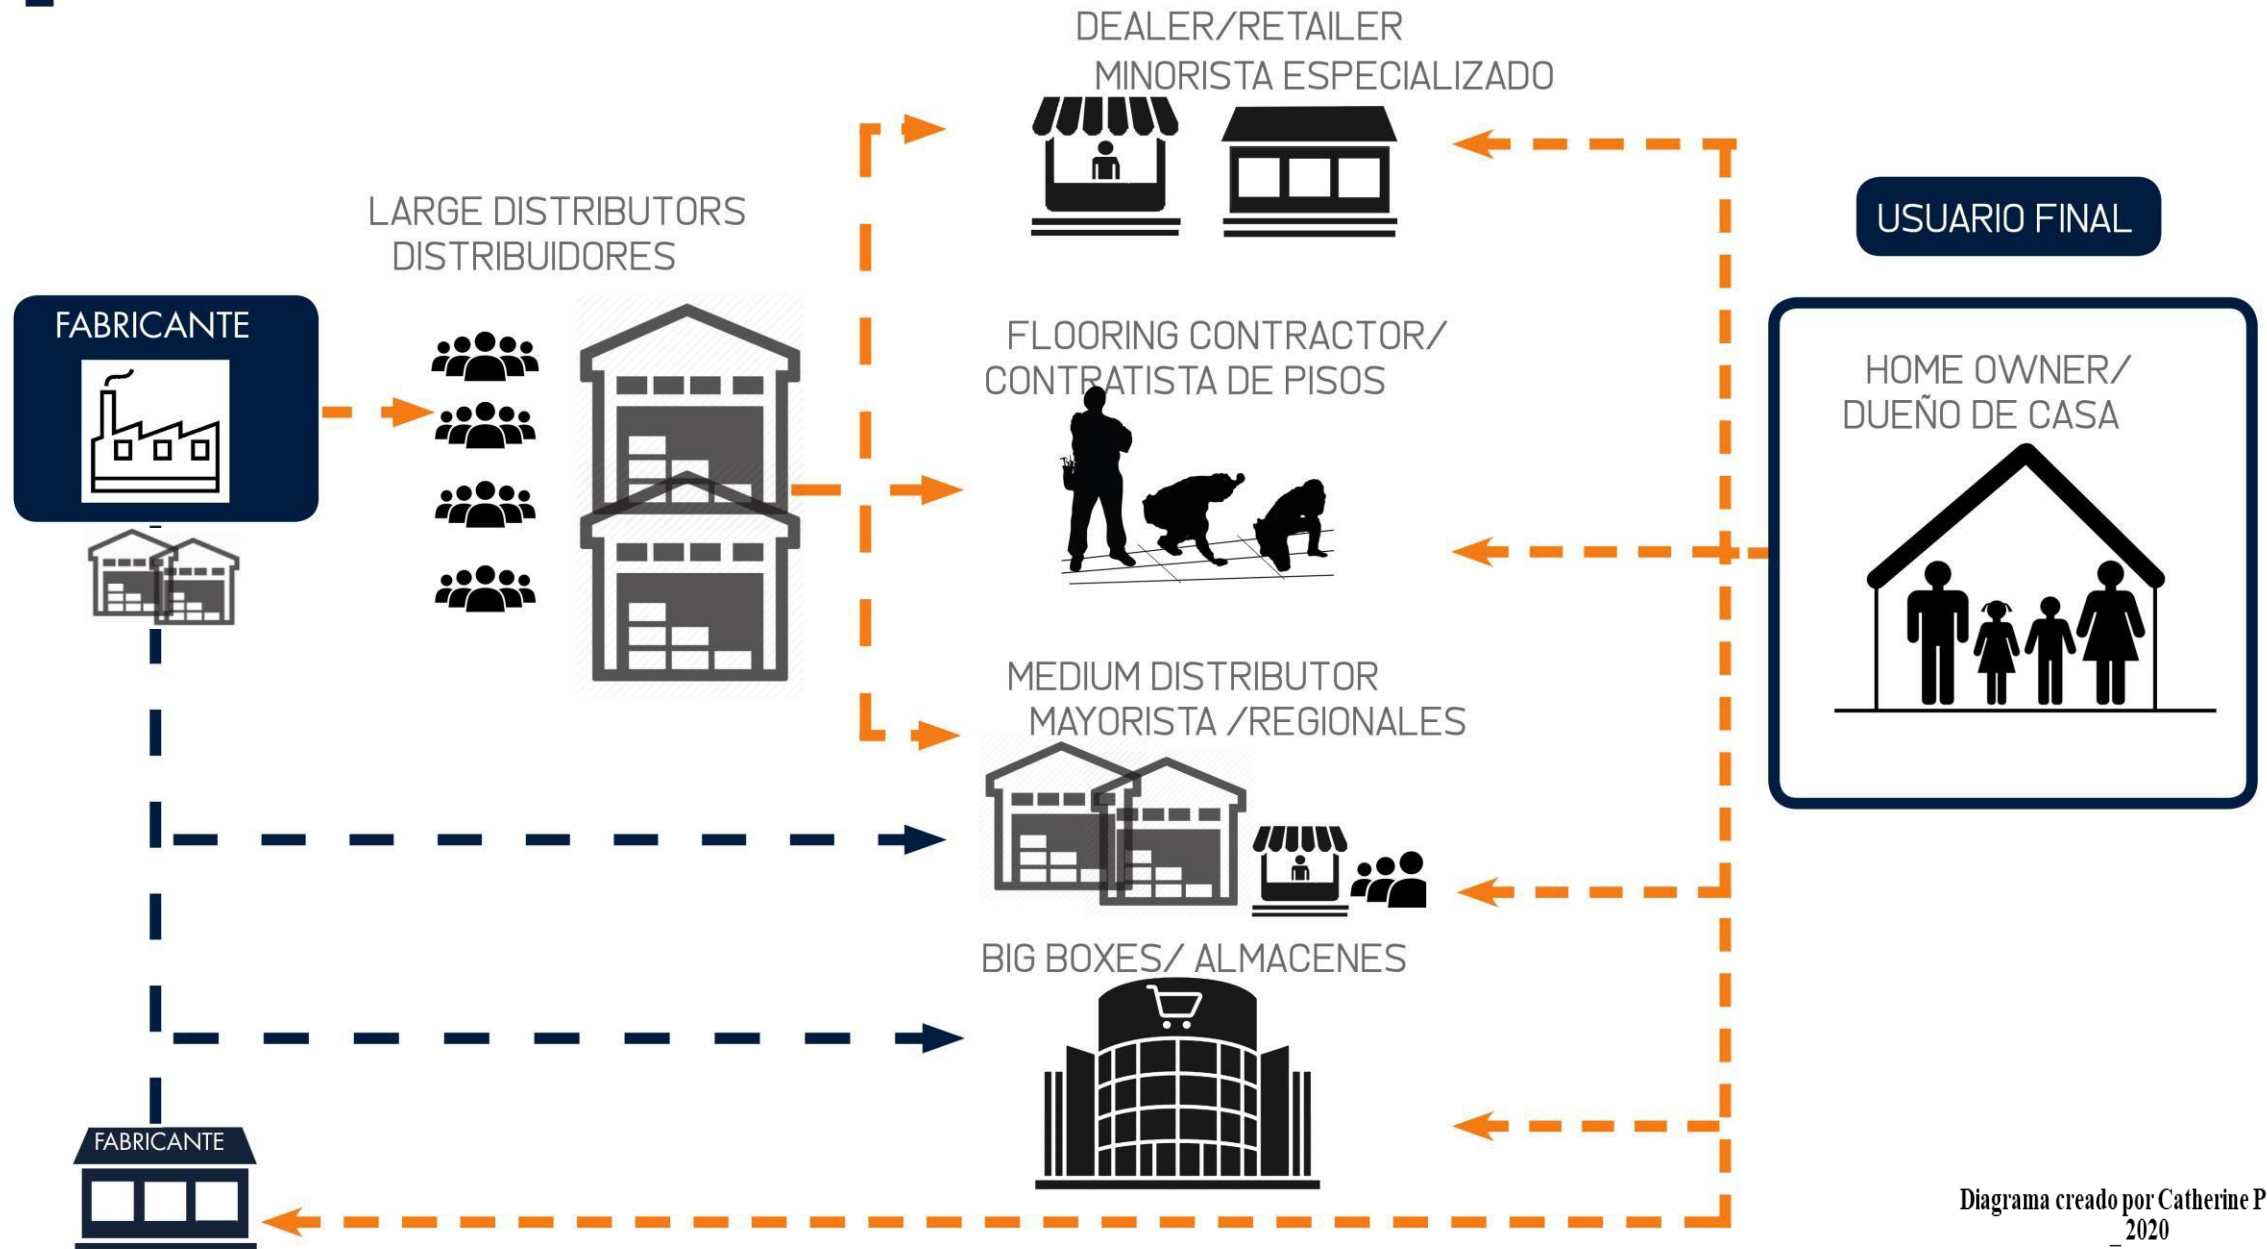 DEALER/RETAILER
MINORISTA ESPECIALIZADO
LARGE DISTRIBUTORS
DISTRIBUIDORES
USUARIO FINAL
FABRICANTE
FLOORING CONTRACTOR/
CONTRATISTA DE PISOS
HOME OWNER/
DUEÑO DE CASA
MEDIUM DISTRIBUTOR
MAYORISTA /REGIONALES
BIG BOXES/ ALMACENES
FABRICANTE
Diagrama creado por Catherine P
_ 2020